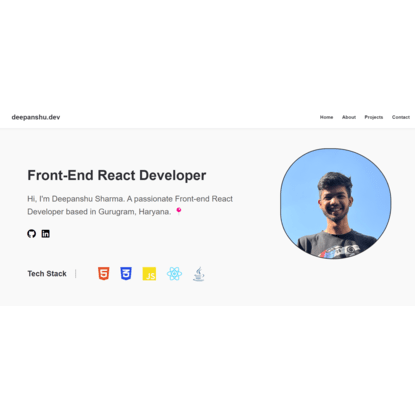 deepanshu.dev
Home About Projects Contact
Front-End React Developer
Hi, I'm Deepanshu Sharma. A passionate Front-end React
Developer based in Gurugram, Haryana.
Tech Stack
JS